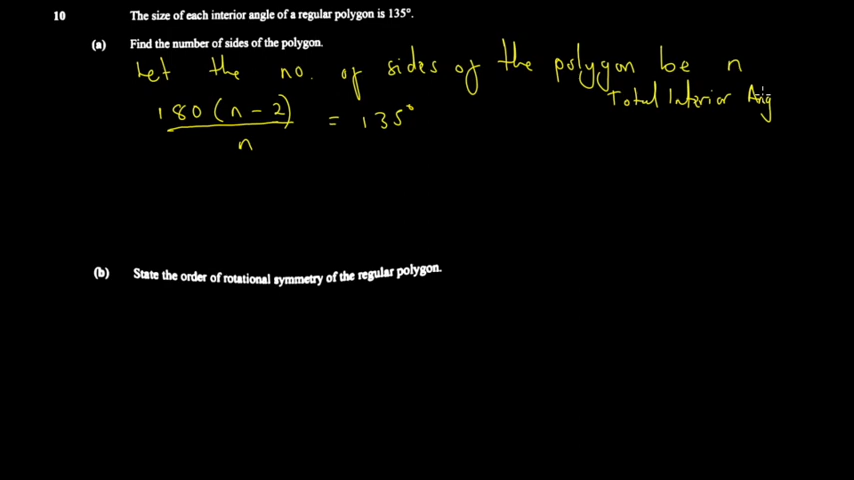 10 The size of each interior angle of a regular polygon is 135°.
(a) Find the number of sides of the polygon.
Let the no. of sides of the polygon be n
Total Interior Ang
180 (n - 2)
= 135°
n
(b) State the order of rotational symmetry of the regular polygon.